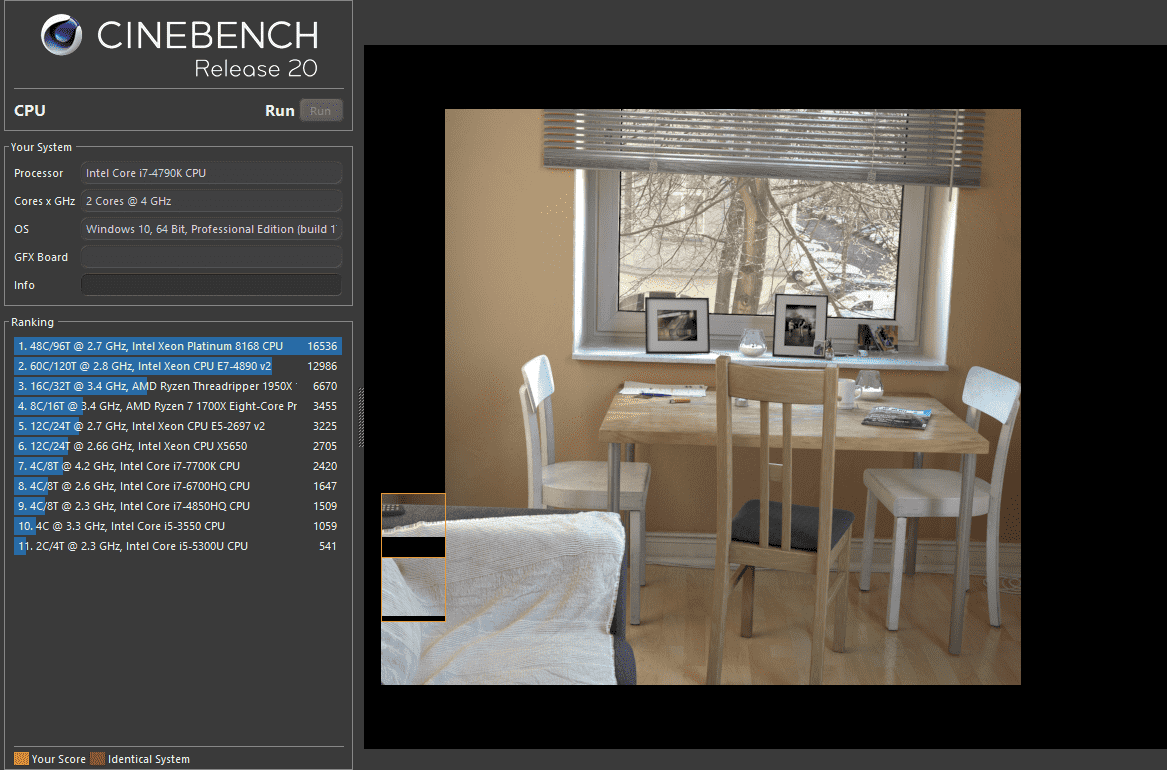 CINEBENCH
Release 20
CPU Run Run
Your System
Processor Intel Core i7-4790K CPU
Cores x GHz 2 Cores @ 4 GHz
OS Windows 10, 64 Bit, Professional Edition (build 1
GFX Board
Info
Ranking
1. 48C/96T @ 2.7 GHz, Intel Xeon Platinum 8168 CPU 16536
2. 60C/120T @ 2.8 GHz, Intel Xeon CPU E7-4890 v2 12986
3. 16C/32T @ 3.4 GHz, AMD Ryzen Threadripper 1950X 6670
4. 8C/16T @ 3.4 GHz, AMD Ryzen 7 1700X Eight-Core Pr 3455
5. 12C/24T @ 2.7 GHz, Intel Xeon CPU E5-2697 v2 3225
6. 12C/24T @ 2.66 GHz, Intel Xeon CPU X5650 2705
7. 4C/8T @ 4.2 GHz, Intel Core i7-7700K CPU 2420
8. 4C/8T @ 2.6 GHz, Intel Core i7-6700HQ CPU 1647
9. 4C/8T @ 2.3 GHz, Intel Core i7-4850HQ CPU 1509
10. 4C @ 3.3 GHz, Intel Core i5-3550 CPU 1059
11. 2C/4T @ 2.3 GHz, Intel Core i5-5300U CPU 541
Your Score Identical System